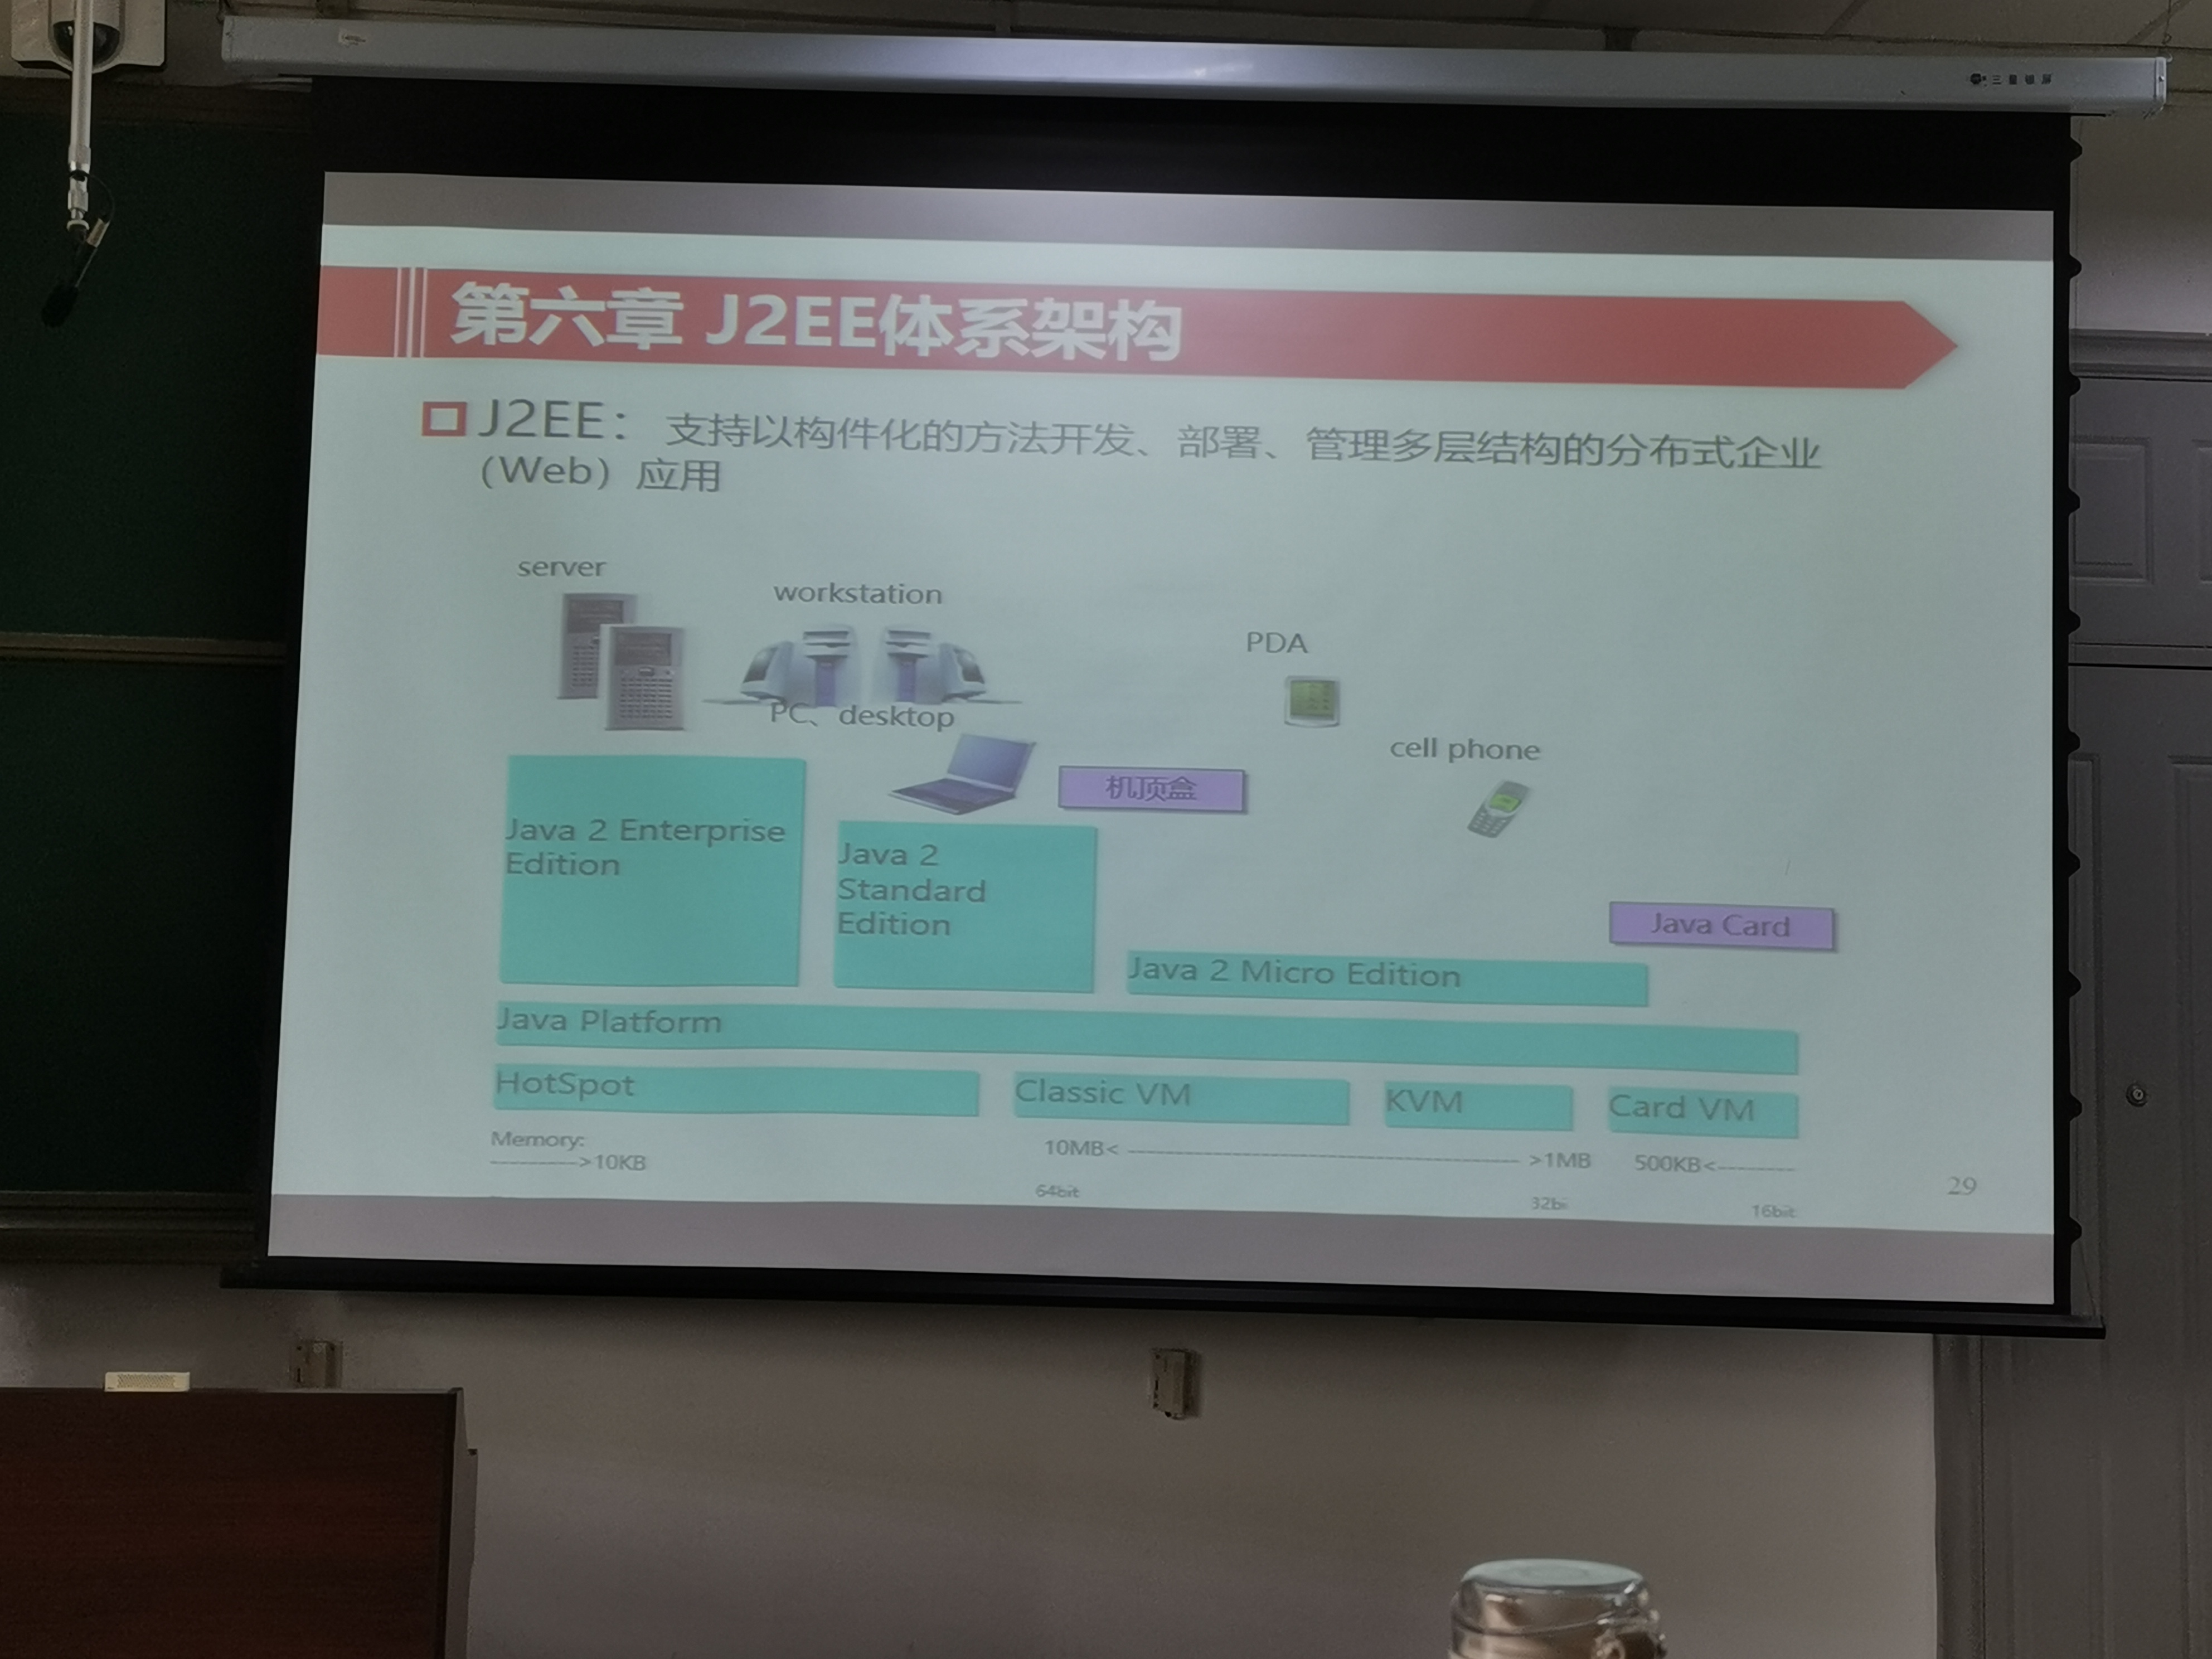 第六章 J2EE体系架构
J2EE： 支持以构件化的方法开发、部署、管理多层结构的分布式企业
（Web）应用
server
workstation
PDA
PC、desktop
cell phone
机顶盒
Java 2 Enterprise
Edition
Java 2
Standard
Edition
Java Card
Java 2 Micro Edition
Java Platform
HotSpot
Classic VM
KVM
Card VM
Memory:
--------->10KB
10MB< ------------------------------ >1MB
500KB<-------
64bit
32bi
16bit
29